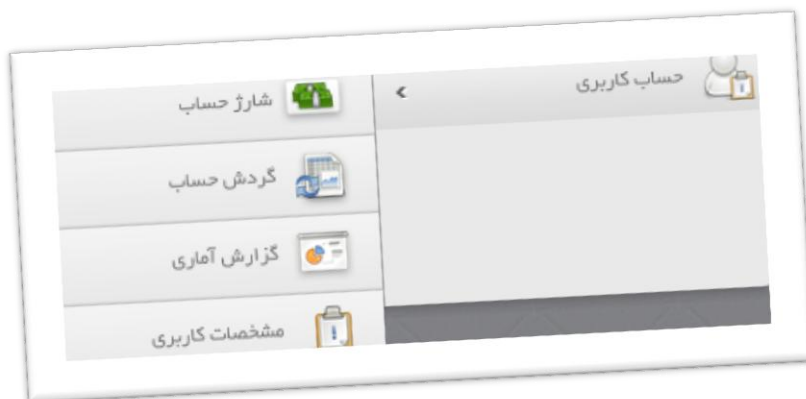 حساب کاربری
شارژ حساب
گردش حساب
گزارش آماری
مشخصات کاربری